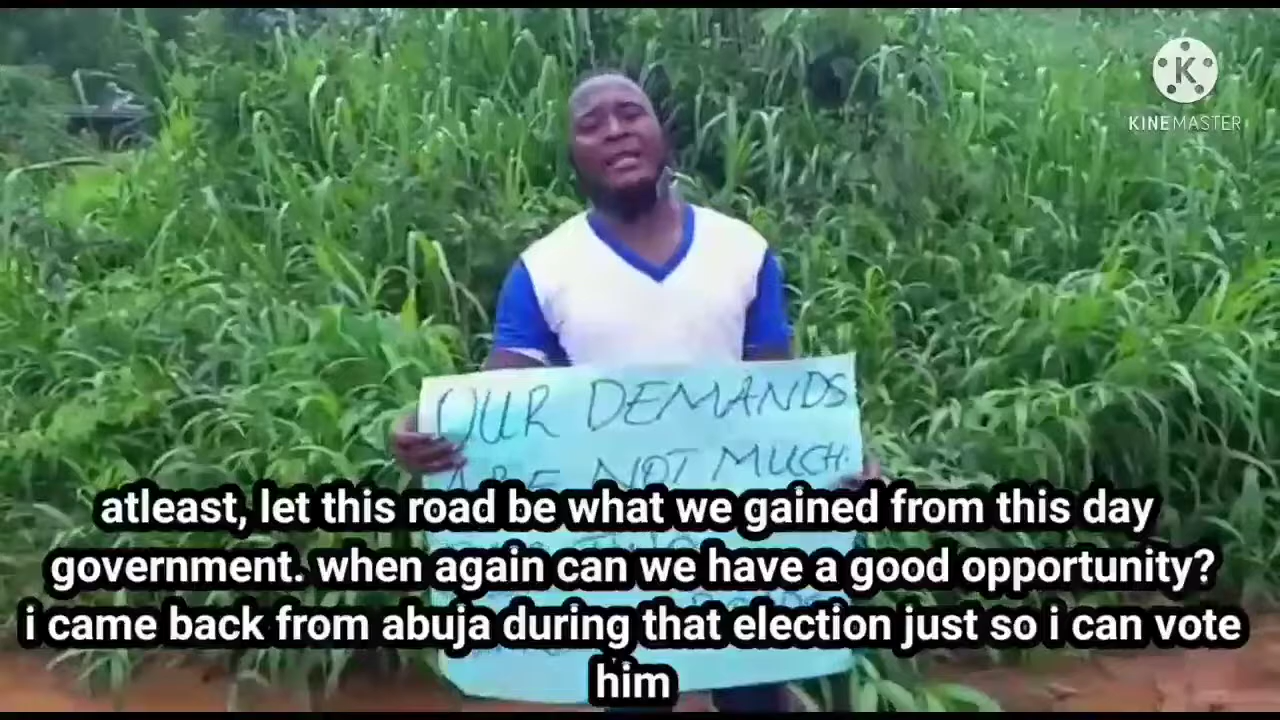 KINEMASTER
OUR DEMANDS
ARE NOT MUCH.
atleast, let this road be what we gained from this day
government. when again can we have a good opportunity?
i came back from abuja during that election just so i can vote
him